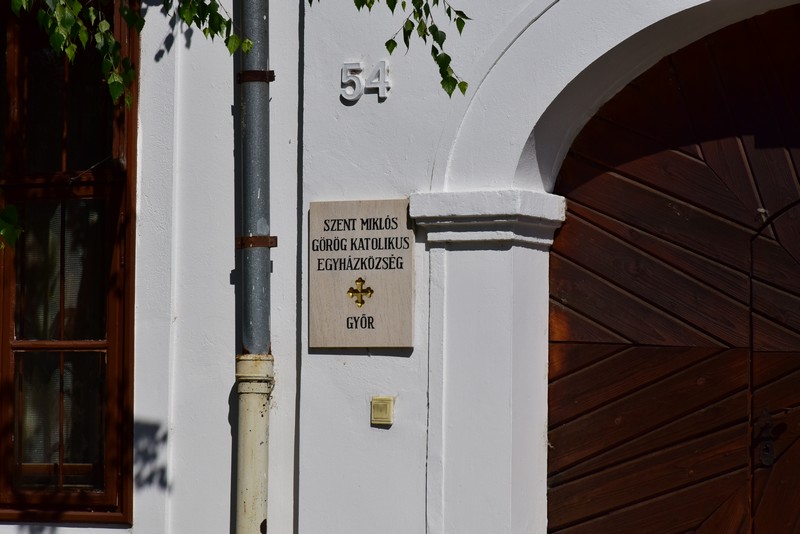 54
SZENT MIKLÓS
GÖRÖG KATOLIKUS
EGYHÁZKÖZSÉG
GYŐR